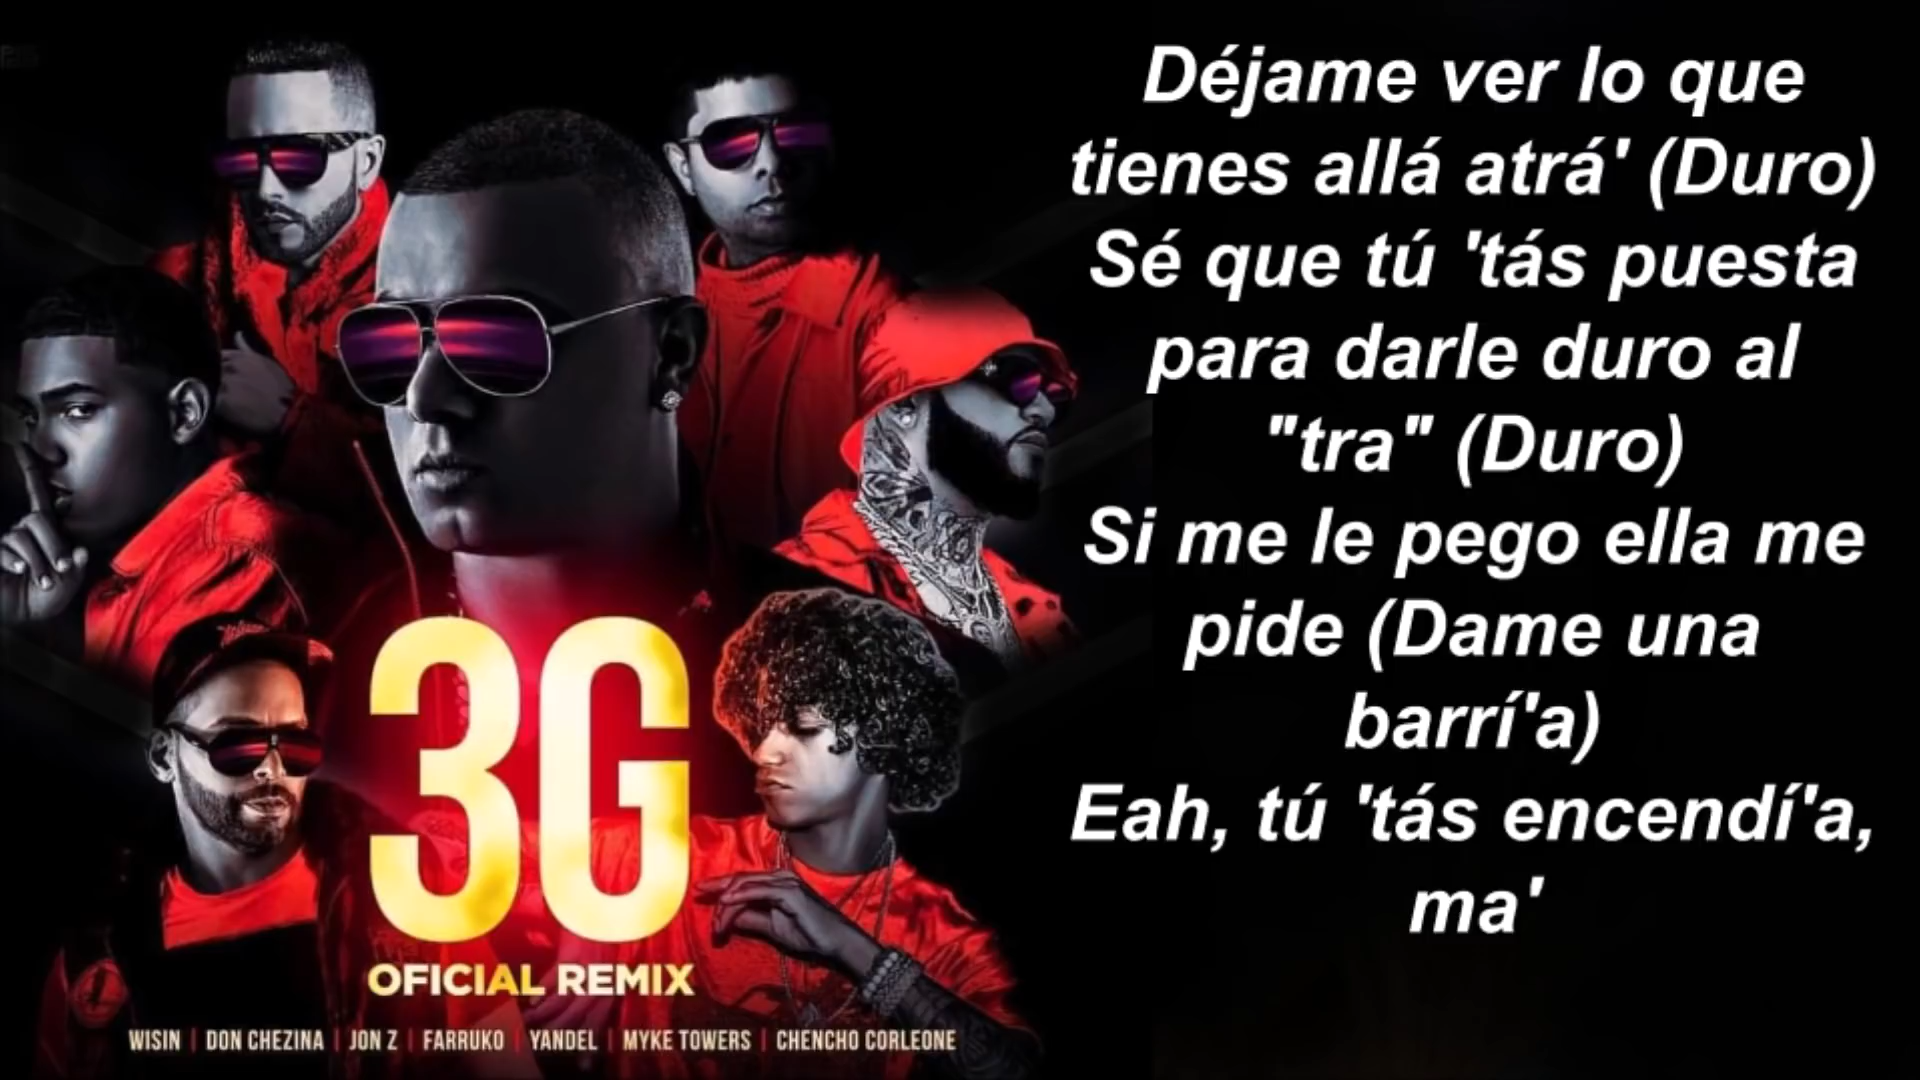 Déjame ver lo que
tienes allá atrá' (Duro)
Sé que tú 'tás puesta
para darle duro al
"tra" (Duro)
Si me le pego ella me
pide (Dame una
barrí'a)
Eah, tú 'tás encendí'a,
ma'
3G
OFICIAL REMIX
WISIN | DON CHEZINA | JON Z | FARRUKO | YANDEL | MYKE TOWERS | CHENCHO CORLEONE